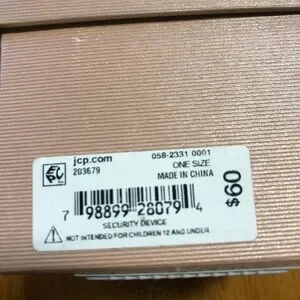 jcp.com
203679
058-2331 0001
ONE SIZE
MADE IN CHINA
$60
7 98899 28079 4
SECURITY DEVICE
NOT INTENDED FOR CHILDREN 12 AND UNDER